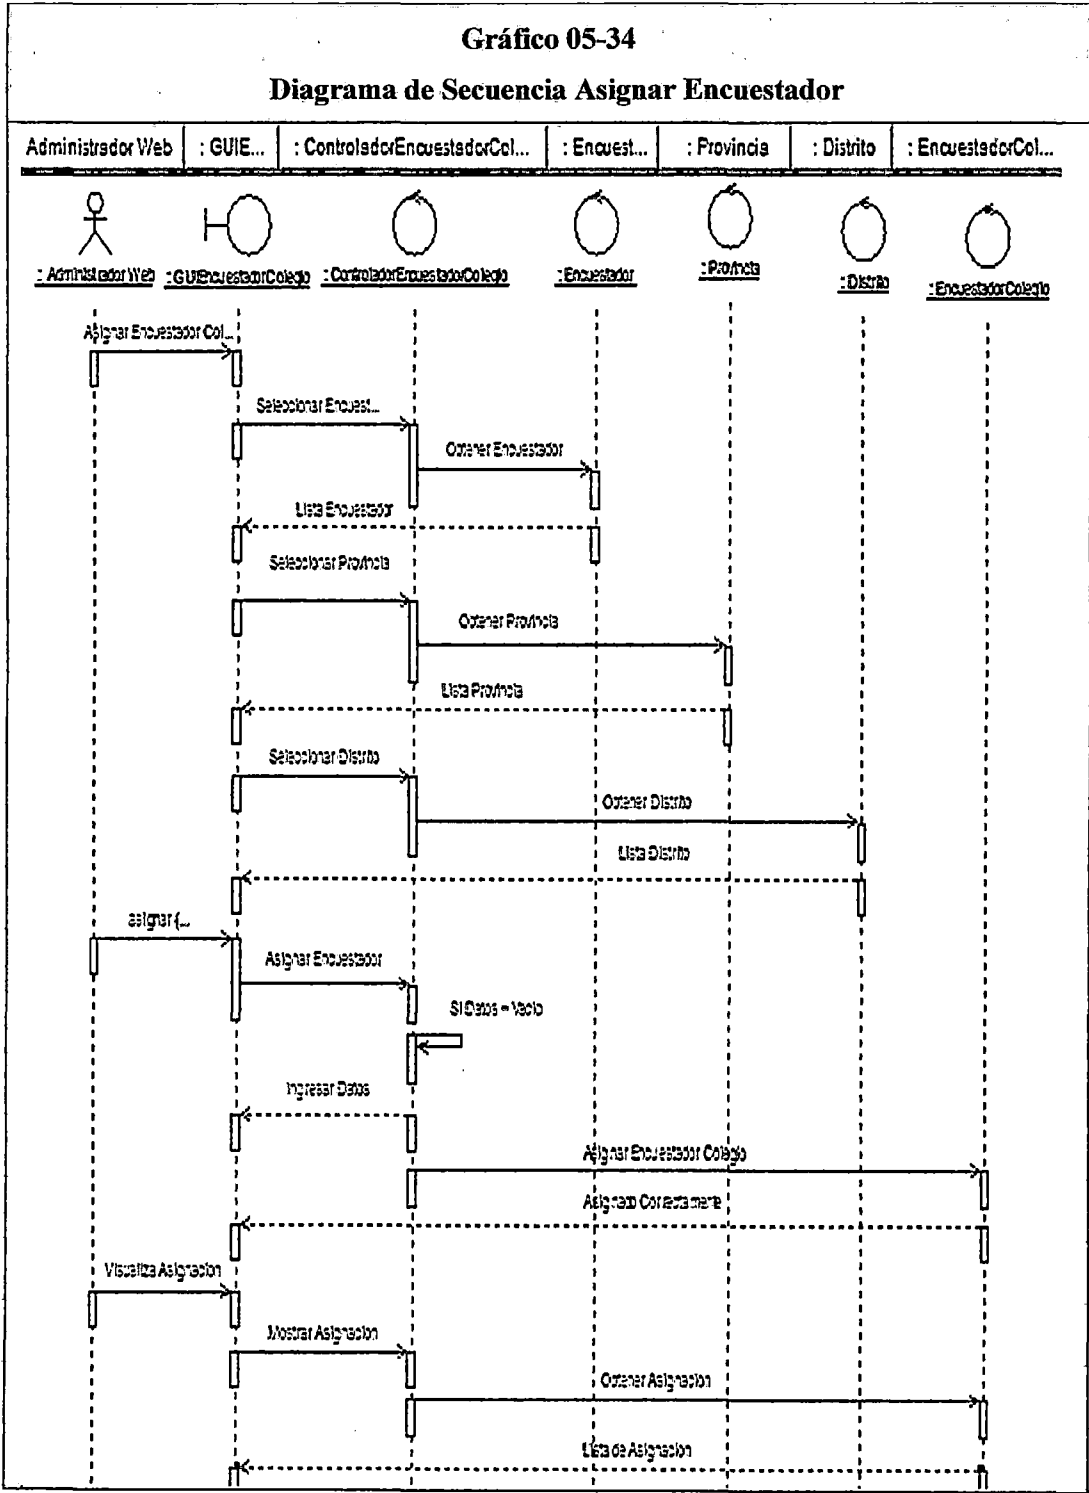 Gráfico 05-34
Diagrama de Secuencia Asignar Encuestador
Administrador Web : GUIE... : ControladorEncuestadorCol... : Encuest... : Provincia : Distrito : EncuestadorCol...
: Administrador Web : GUIEncuestadorColegio : ControladorEncuestadorColegio : Encuestador : Provincia : Distrito : EncuestadorColegio
Asignar Encuestador Col...
Seleccionar Encuest...
Obtener Encuestador
Lista Encuestador
Seleccionar Provincia
Obtener Provincia
Lista Provincia
Seleccionar Distrito
Obtener Distrito
Lista Distrito
asignar (...
Asignar Encuestador
Si Datos = Vacio
Ingresar Datos
Asignar Encuestador Colegio
Asignado Correctamente
Visualiza Asignacion
Mostrar Asignacion
Obtener Asignacion
Lista de Asignacion